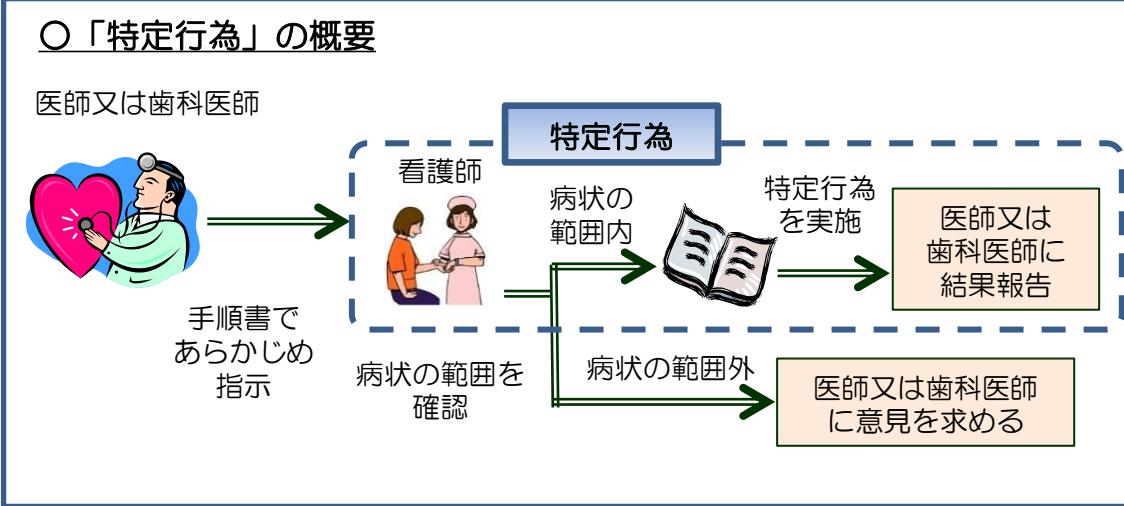 ○「特定行為」の概要
医師又は歯科医師
手順書で
あらかじめ
指示
特定行為
看護師
病状の範囲を
確認
病状の
範囲内
特定行為
を実施
医師又は
歯科医師に
結果報告
病状の範囲外
医師又は歯科医師
に意見を求める